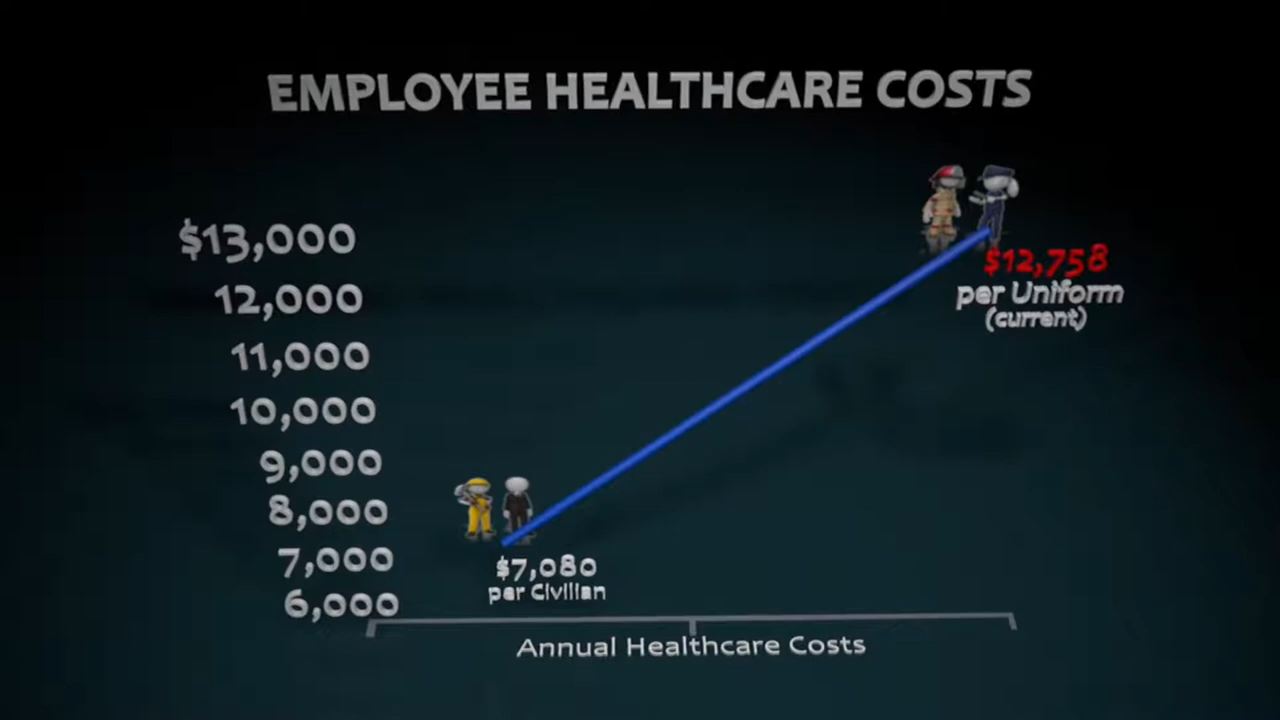 EMPLOYEE HEALTHCARE COSTS
$13,000
12,000
11,000
10,000
9,000
8,000
7,000
6,000
$12,758
per Uniform
(current)
$7,080
per Civilian
Annual Healthcare Costs